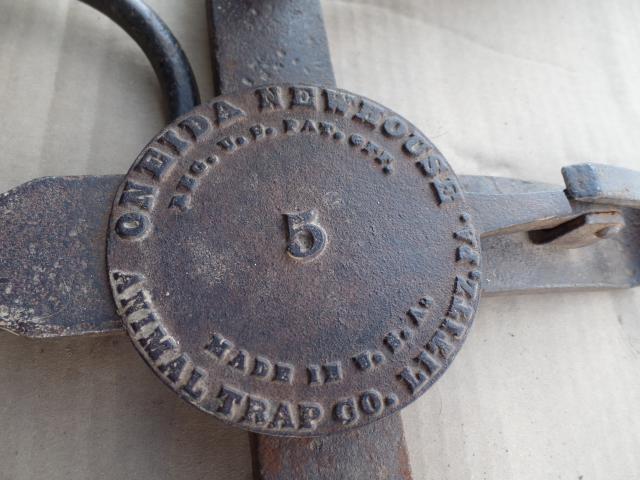 ONEIDA NEWHOUSE
REG. U.S. PAT. OFF.
5
MADE IN U.S.A.
ANIMAL TRAP CO. LITITZ, PA.